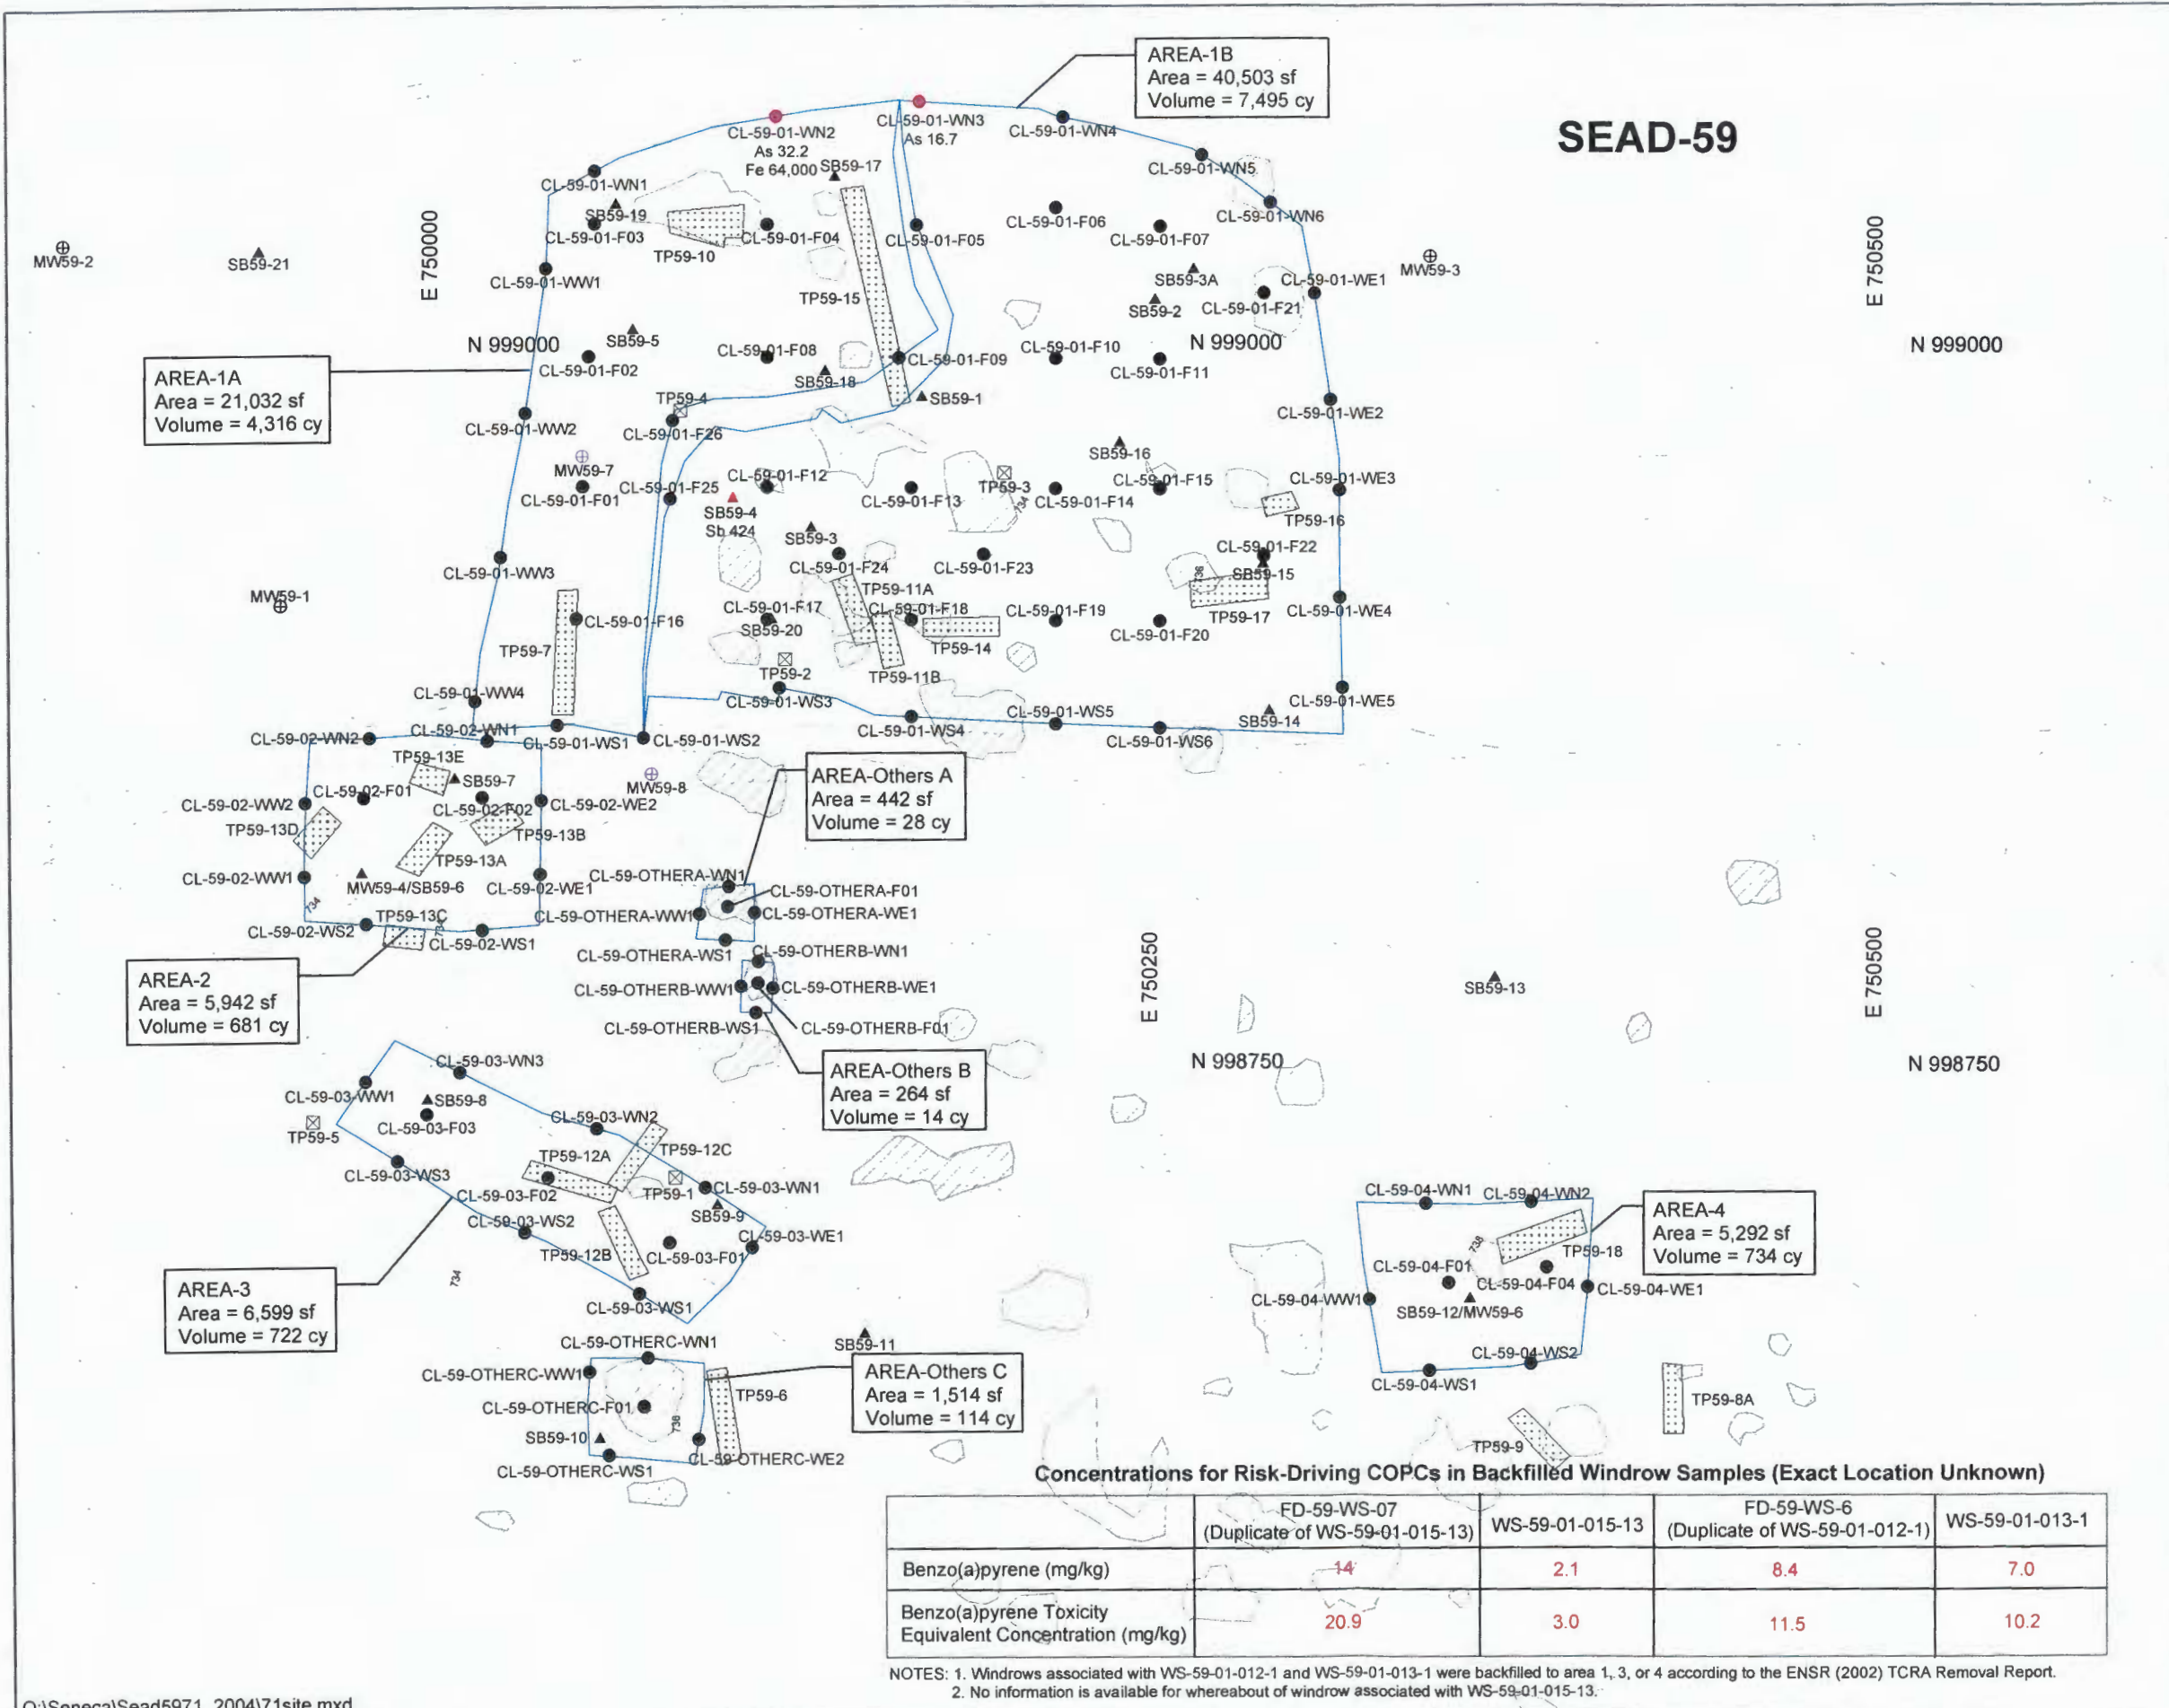 AREA-1B
Area = 40,503 sf
Volume = 7,495 cy
SEAD-59
CL-59-01-WN2
As 32.2
Fe 64,000
CL-59-01-WN3
As 16.7
CL-59-01-WN4
CL-59-01-WN5
CL-59-01-WN1
SB59-17
SB59-19
CL-59-01-WN6
CL-59-01-F03
TP59-10
CL-59-01-F04
CL-59-01-F05
CL-59-01-F06
CL-59-01-F07
E 750000
E 750500
MW59-2
SB59-21
CL-59-01-WW1
TP59-15
SB59-3A
SB59-2
CL-59-01-WE1
CL-59-01-F21
MW59-3
N 999000
SB59-5
CL-59-01-F02
CL-59-01-F08
SB59-18
CL-59-01-F09
CL-59-01-F10
N 999000
CL-59-01-F11
N 999000
AREA-1A
Area = 21,032 sf
Volume = 4,316 cy
TP59-4
SB59-1
CL-59-01-WE2
CL-59-01-WW2
CL-59-01-F26
SB59-16
MW59-7
CL-59-01-F01
CL-59-01-F25
CL-59-01-F12
SB59-4
Sb 424
CL-59-01-F13
TP59-3
734
CL-59-01-F14
CL-59-01-F15
CL-59-01-WE3
TP59-16
SB59-3
CL-59-01-F24
CL-59-01-F23
CL-59-01-F22
SB59-15
736
CL-59-01-WW3
MW59-1
CL-59-01-F16
TP59-7
CL-59-01-F17
SB59-20
TP59-11A
CL-59-01-F18
TP59-14
CL-59-01-F19
CL-59-01-F20
TP59-17
CL-59-01-WE4
TP59-2
TP59-11B
CL-59-01-WW4
CL-59-01-WS3
CL-59-01-WS4
CL-59-01-WS5
CL-59-01-WS6
SB59-14
CL-59-01-WE5
CL-59-02-WN2
CL-59-02-WN1
CL-59-01-WS1
CL-59-01-WS2
TP59-13E
SB59-7
MW59-8
AREA-Others A
Area = 442 sf
Volume = 28 cy
CL-59-02-WW2
CL-59-02-F01
CL-59-02-F02
CL-59-02-WE2
TP59-13D
TP59-13B
TP59-13A
CL-59-02-WW1
MW59-4/SB59-6
CL-59-02-WE1
734
TP59-13C
734
CL-59-02-WS2
CL-59-02-WS1
CL-59-OTHERA-WN1
CL-59-OTHERA-F01
CL-59-OTHERA-WW1
CL-59-OTHERA-WE1
CL-59-OTHERA-WS1
CL-59-OTHERB-WN1
CL-59-OTHERB-WW1
CL-59-OTHERB-WE1
CL-59-OTHERB-WS1
CL-59-OTHERB-F01
AREA-2
Area = 5,942 sf
Volume = 681 cy
E 750250
E 750500
SB59-13
N 998750
N 998750
AREA-Others B
Area = 264 sf
Volume = 14 cy
CL-59-03-WN3
CL-59-03-WW1
SB59-8
CL-59-03-F03
TP59-5
CL-59-03-WN2
CL-59-03-WS3
TP59-12A
TP59-12C
CL-59-03-F02
TP59-1
CL-59-03-WN1
SB59-9
CL-59-03-WS2
TP59-12B
CL-59-03-F01
CL-59-03-WE1
734
CL-59-03-WS1
AREA-3
Area = 6,599 sf
Volume = 722 cy
CL-59-04-WN1
CL-59-04-WN2
738
TP59-18
AREA-4
Area = 5,292 sf
Volume = 734 cy
CL-59-04-F01
CL-59-04-F04
CL-59-04-WE1
CL-59-04-WW1
SB59-12/MW59-6
CL-59-04-WS2
CL-59-04-WS1
TP59-8A
TP59-9
CL-59-OTHERC-WN1
SB59-11
CL-59-OTHERC-WW1
CL-59-OTHERC-F01
738
TP59-6
SB59-10
CL-59-OTHERC-WS1
CL-59-OTHERC-WE2
AREA-Others C
Area = 1,514 sf
Volume = 114 cy
Concentrations for Risk-Driving COPCs in Backfilled Windrow Samples (Exact Location Unknown)
FD-59-WS-07
(Duplicate of WS-59-01-015-13)
WS-59-01-015-13
FD-59-WS-6
(Duplicate of WS-59-01-012-1)
WS-59-01-013-1
Benzo(a)pyrene (mg/kg) 14 2.1 8.4 7.0
Benzo(a)pyrene Toxicity
Equivalent Concentration (mg/kg) 20.9 3.0 11.5 10.2
NOTES: 1. Windrows associated with WS-59-01-012-1 and WS-59-01-013-1 were backfilled to area 1, 3, or 4 according to the ENSR (2002) TCRA Removal Report.
2. No information is available for whereabout of windrow associated with WS-59-01-015-13.
O:\Seneca\Sead5971_2004\71site.mxd